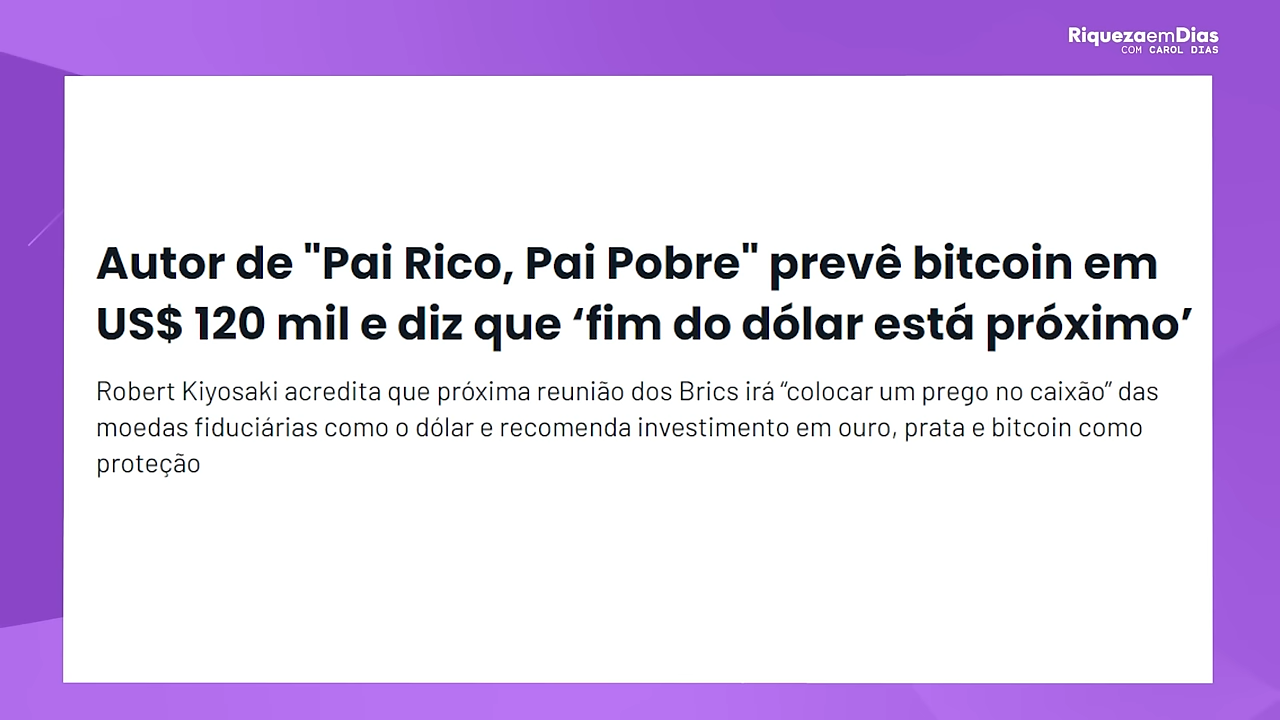 RiquezaemDias
COM CAROL DIAS
Autor de "Pai Rico, Pai Pobre" prevê bitcoin em
US$ 120 mil e diz que ‘fim do dólar está próximo’
Robert Kiyosaki acredita que próxima reunião dos Brics irá “colocar um prego no caixão” das
moedas fiduciárias como o dólar e recomenda investimento em ouro, prata e bitcoin como
proteção